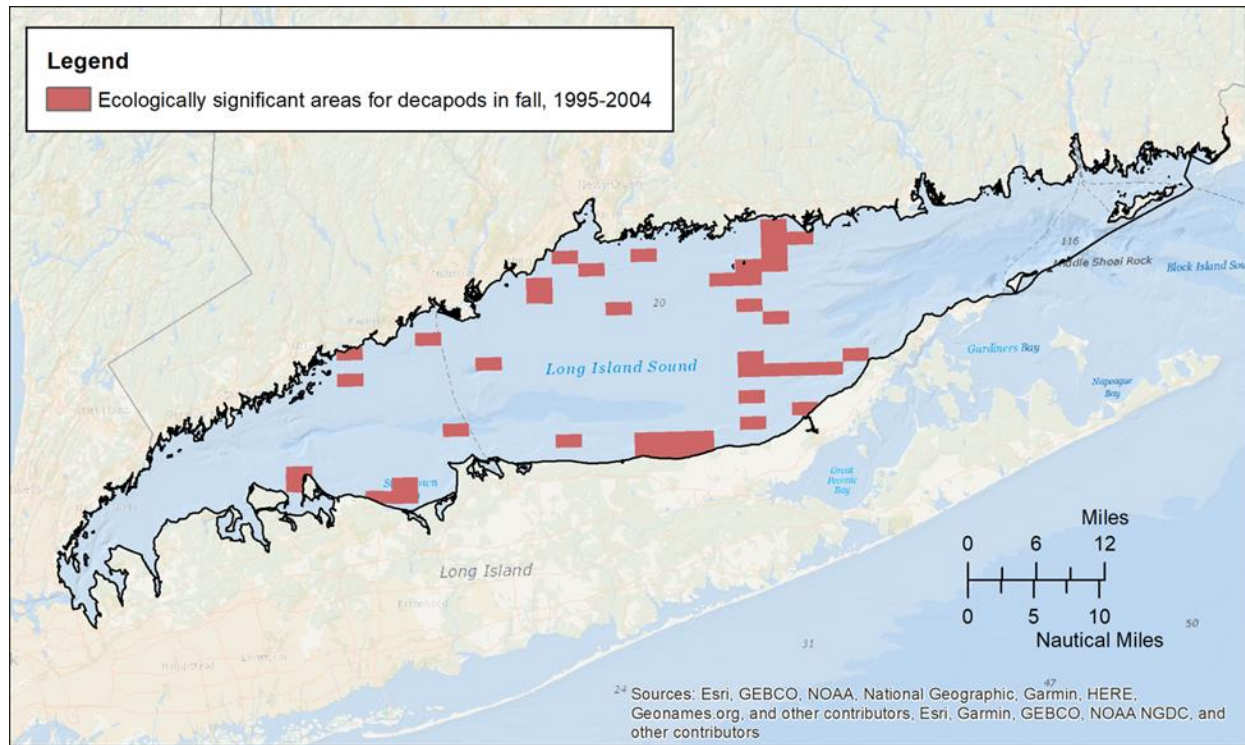 Legend
Ecologically significant areas for decapods in fall, 1995-2004
116
Middle Shoal Rock
Block Island Sou
20
Gardiners Bay
Long Island Sound
Napeague
Bay
Great
Peconic
Bay
Long Island
Miles
0 6 12
0 5 10
Nautical Miles
50
31
47
24
Sources: Esri, GEBCO, NOAA, National Geographic, Garmin, HERE,
Geonames.org, and other contributors, Esri, Garmin, GEBCO, NOAA NGDC, and
other contributors